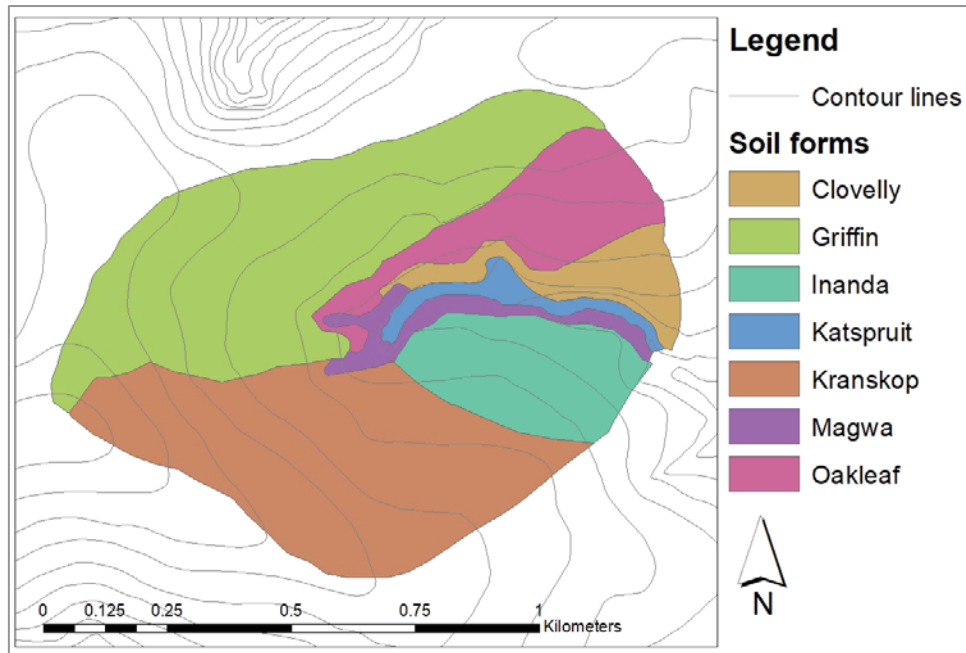 Legend
Contour lines
Soil forms
Clovelly
Griffin
Inanda
Katspruit
Kranskop
Magwa
Oakleaf
N
0 0.125 0.25 0:5 0.75 1
Kilometers